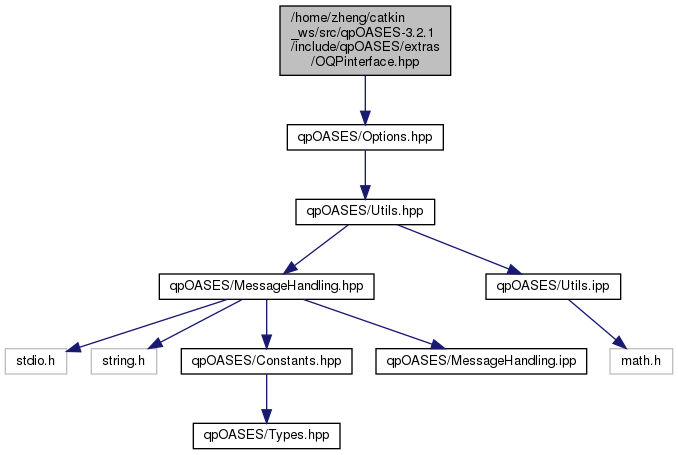 /home/zheng/catkin
_ws/src/qpOASES-3.2.1
/include/qpOASES/extras
/OQPinterface.hpp
qpOASES/Options.hpp
qpOASES/Utils.hpp
qpOASES/MessageHandling.hpp
qpOASES/Utils.ipp
stdio.h
string.h
qpOASES/Constants.hpp
qpOASES/MessageHandling.ipp
math.h
qpOASES/Types.hpp